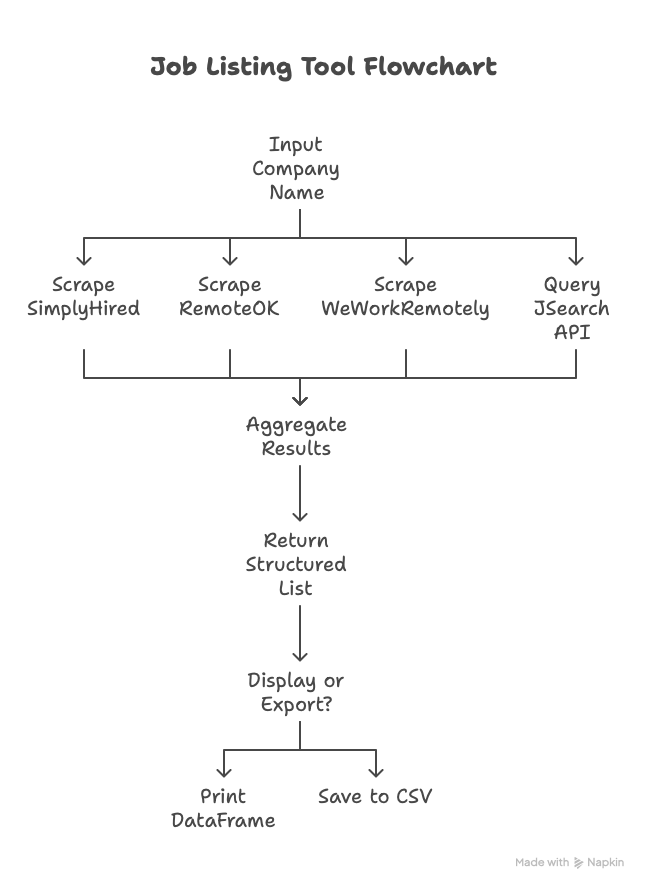 Job Listing Tool Flowchart
Input
Company
Name
Scrape
SimplyHired
Scrape
RemoteOK
Scrape
WeWorkRemotely
Query
JSearch
API
Aggregate
Results
Return
Structured
List
Display or
Export?
Print
DataFrame
Save to CSV
Made with Napkin